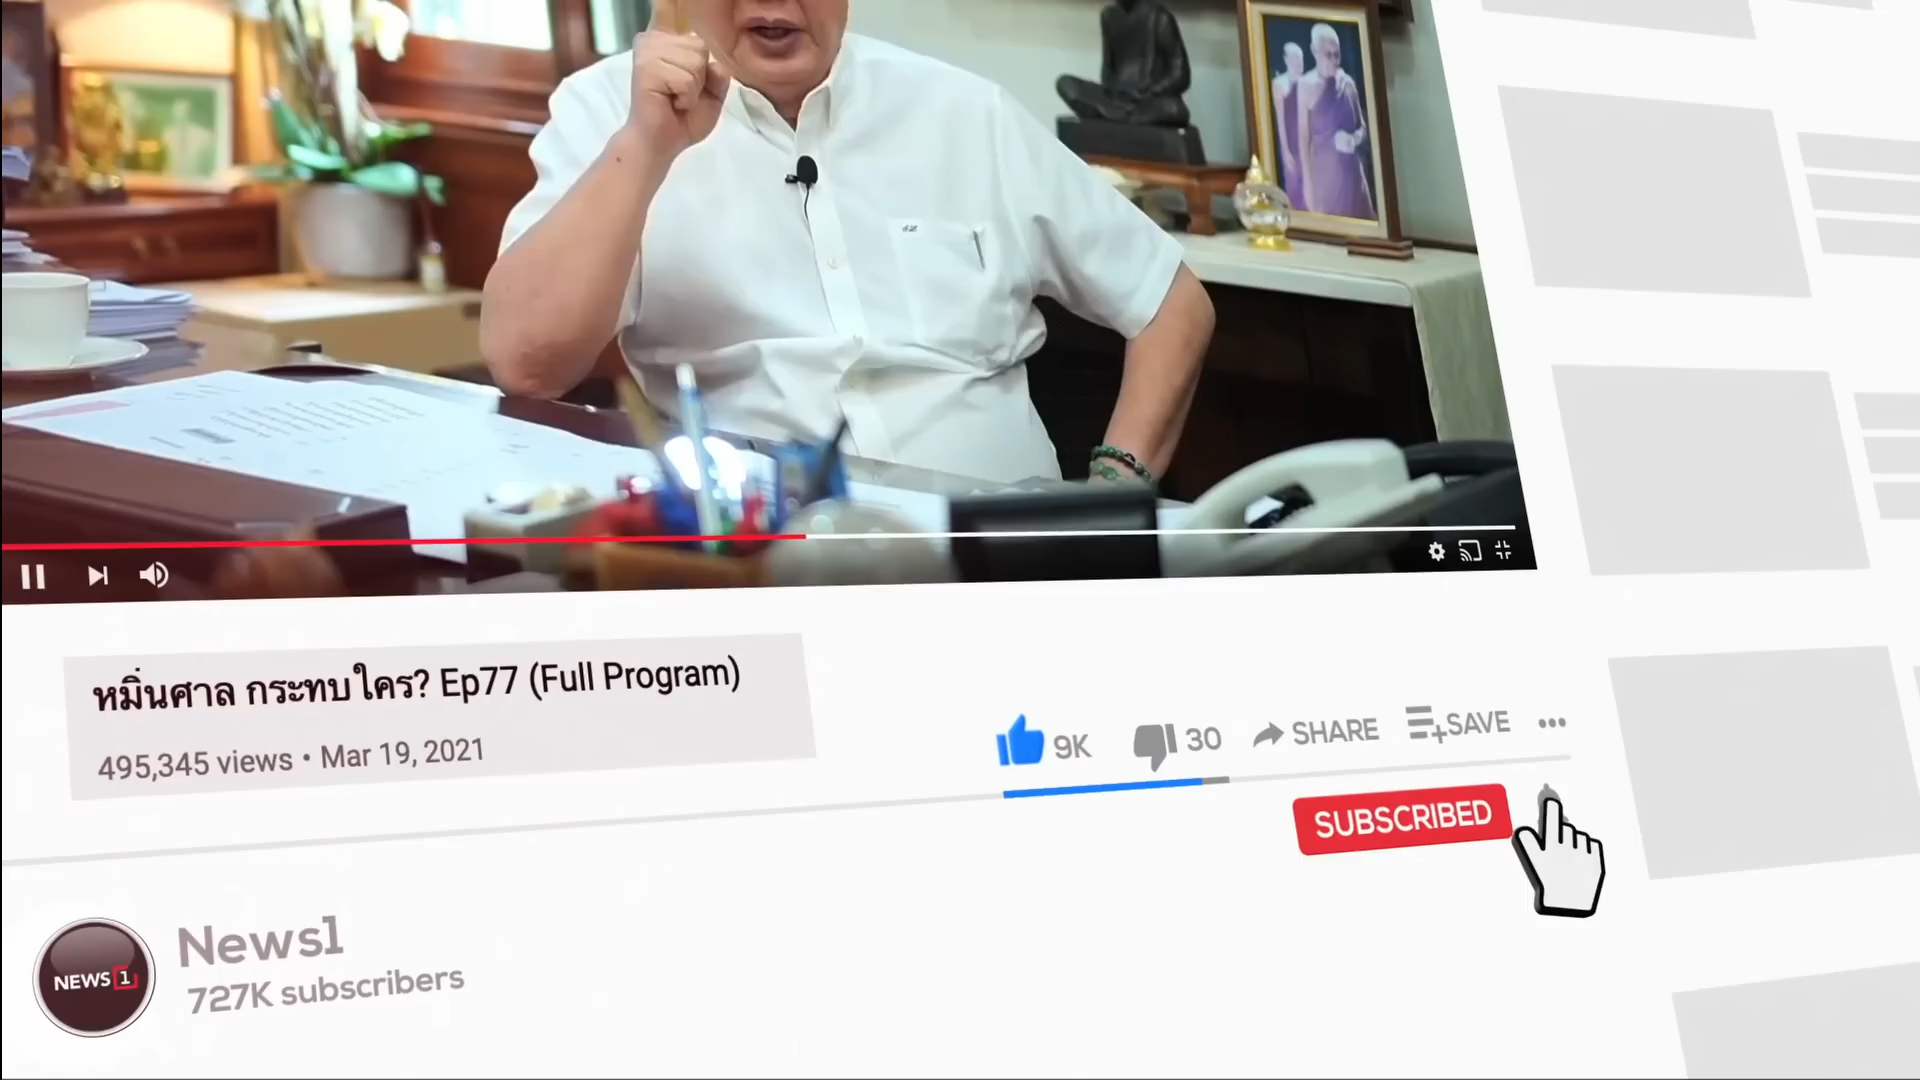 หมิ่นศาล กระทบใคร? Ep77 (Full Program)
495,345 views • Mar 19, 2021
9K
30
SHARE
SAVE
SUBSCRIBED
NEWS 1
News1
727K subscribers